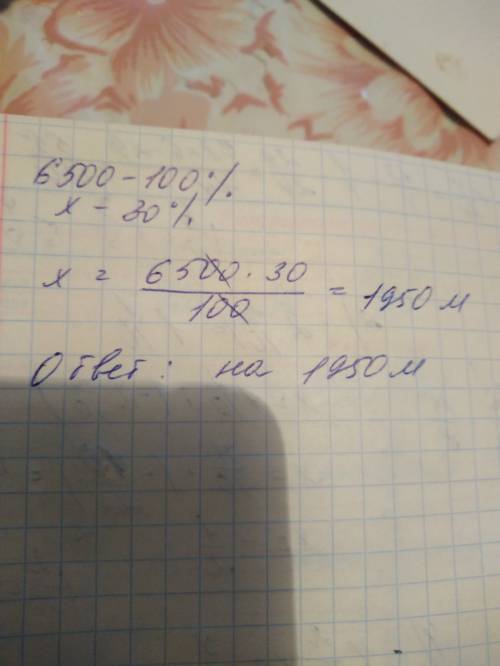 6500 - 100%
x - 30%
x = 6500 · 30 / 100 = 1950 м
Ответ: на 1950 м